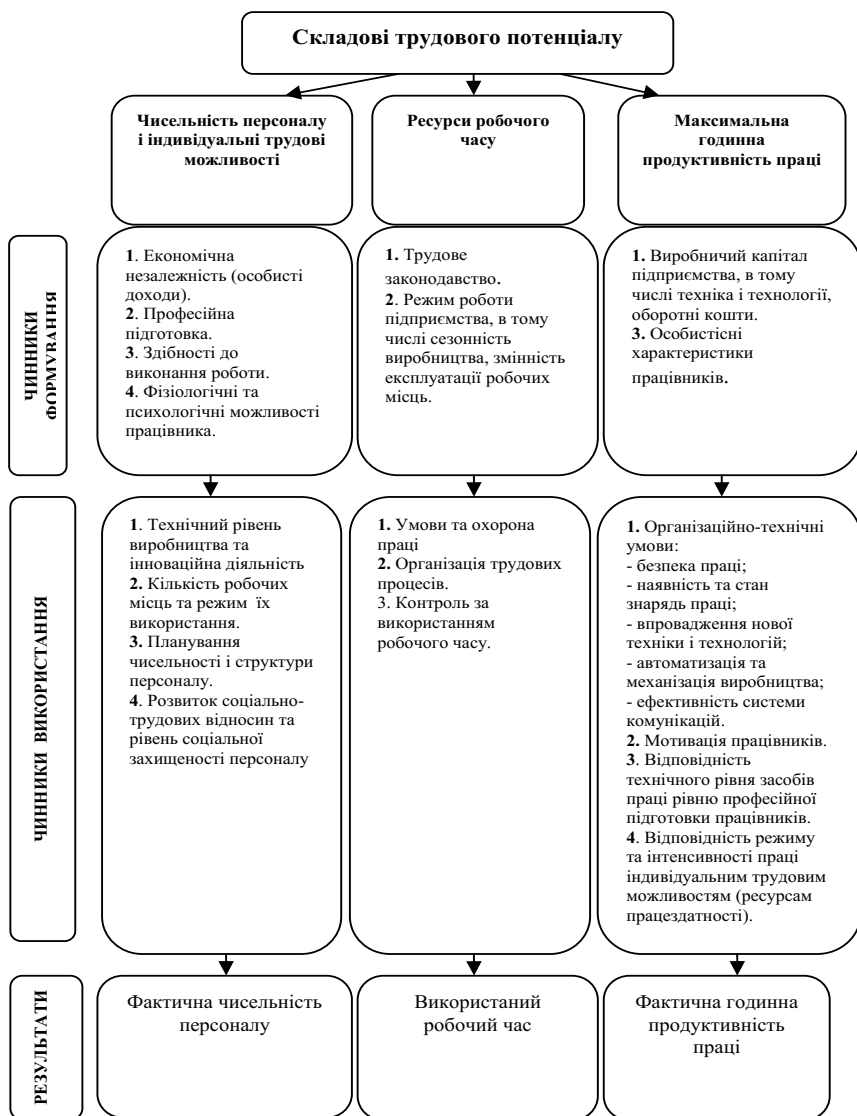 Складові трудового потенціалу
Чисельність персоналу
і індивідуальні трудові
можливості
Ресурси робочого
часу
Максимальна
годинна
продуктивність праці
ЧИННИКИ
ФОРМУВАННЯ
1. Економічна
незалежність (особисті
доходи).
2. Професійна
підготовка.
3. Здібності до
виконання роботи.
4. Фізіологічні та
психологічні можливості
працівника.
1. Трудове
законодавство.
2. Режим роботи
підприємства, в тому
числі сезонність
виробництва, змінність
експлуатації робочих
місць.
1. Виробничий капітал
підприємства, в тому
числі техніка і технології,
оборотні кошти.
3. Особистісні
характеристики
працівників.
ЧИННИКИ ВИКОРИСТАННЯ
1. Технічний рівень
виробництва та
інноваційна діяльність
2. Кількість робочих
місць та режим їх
використання.
3. Планування
чисельності і структури
персоналу.
4. Розвиток соціально-
трудових відносин та
рівень соціальної
захищеності персоналу
1. Умови та охорона
праці
2. Організація трудових
процесів.
3. Контроль за
використанням
робочого часу.
1. Організаційно-технічні
умови:
- безпека праці;
- наявність та стан
знарядь праці;
- впровадження нової
техніки і технологій;
- автоматизація та
механізація виробництва;
- ефективність системи
комунікацій.
2. Мотивація працівників.
3. Відповідність
технічного рівня засобів
праці рівню професійної
підготовки працівників.
4. Відповідність режиму
та інтенсивності праці
індивідуальним трудовим
можливостям (ресурсам
працездатності).
РЕЗУЛЬТАТИ
Фактична чисельність
персоналу
Використаний
робочий час
Фактична годинна
продуктивність
праці